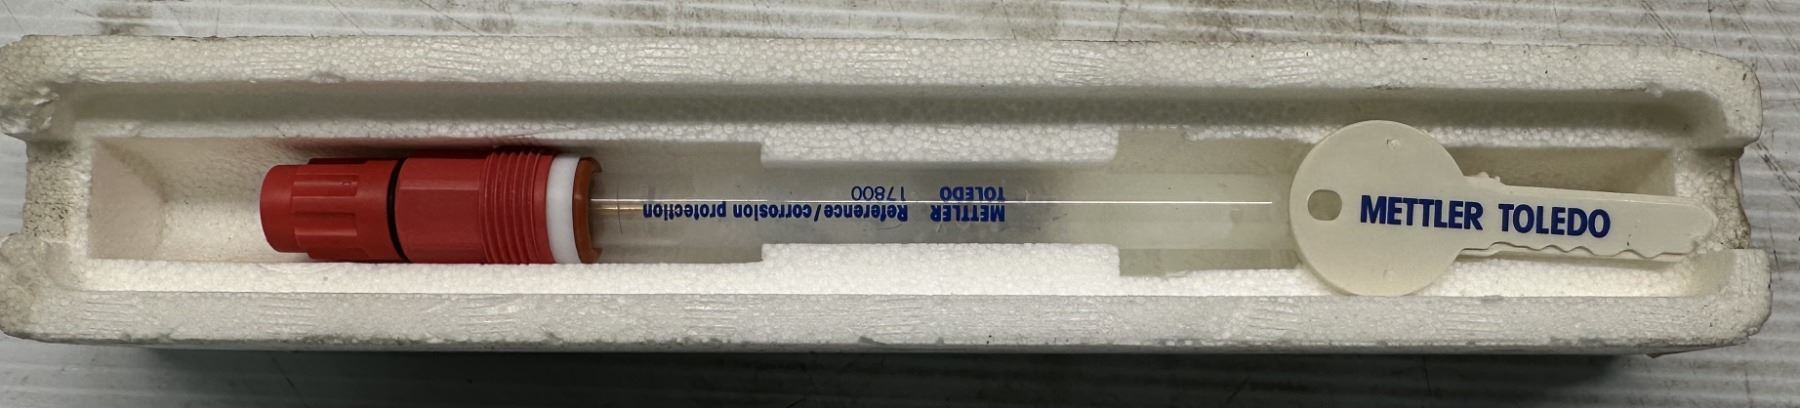 METTLER
TOLEDO
17800
Reference/corrosion protection
METTLER TOLEDO